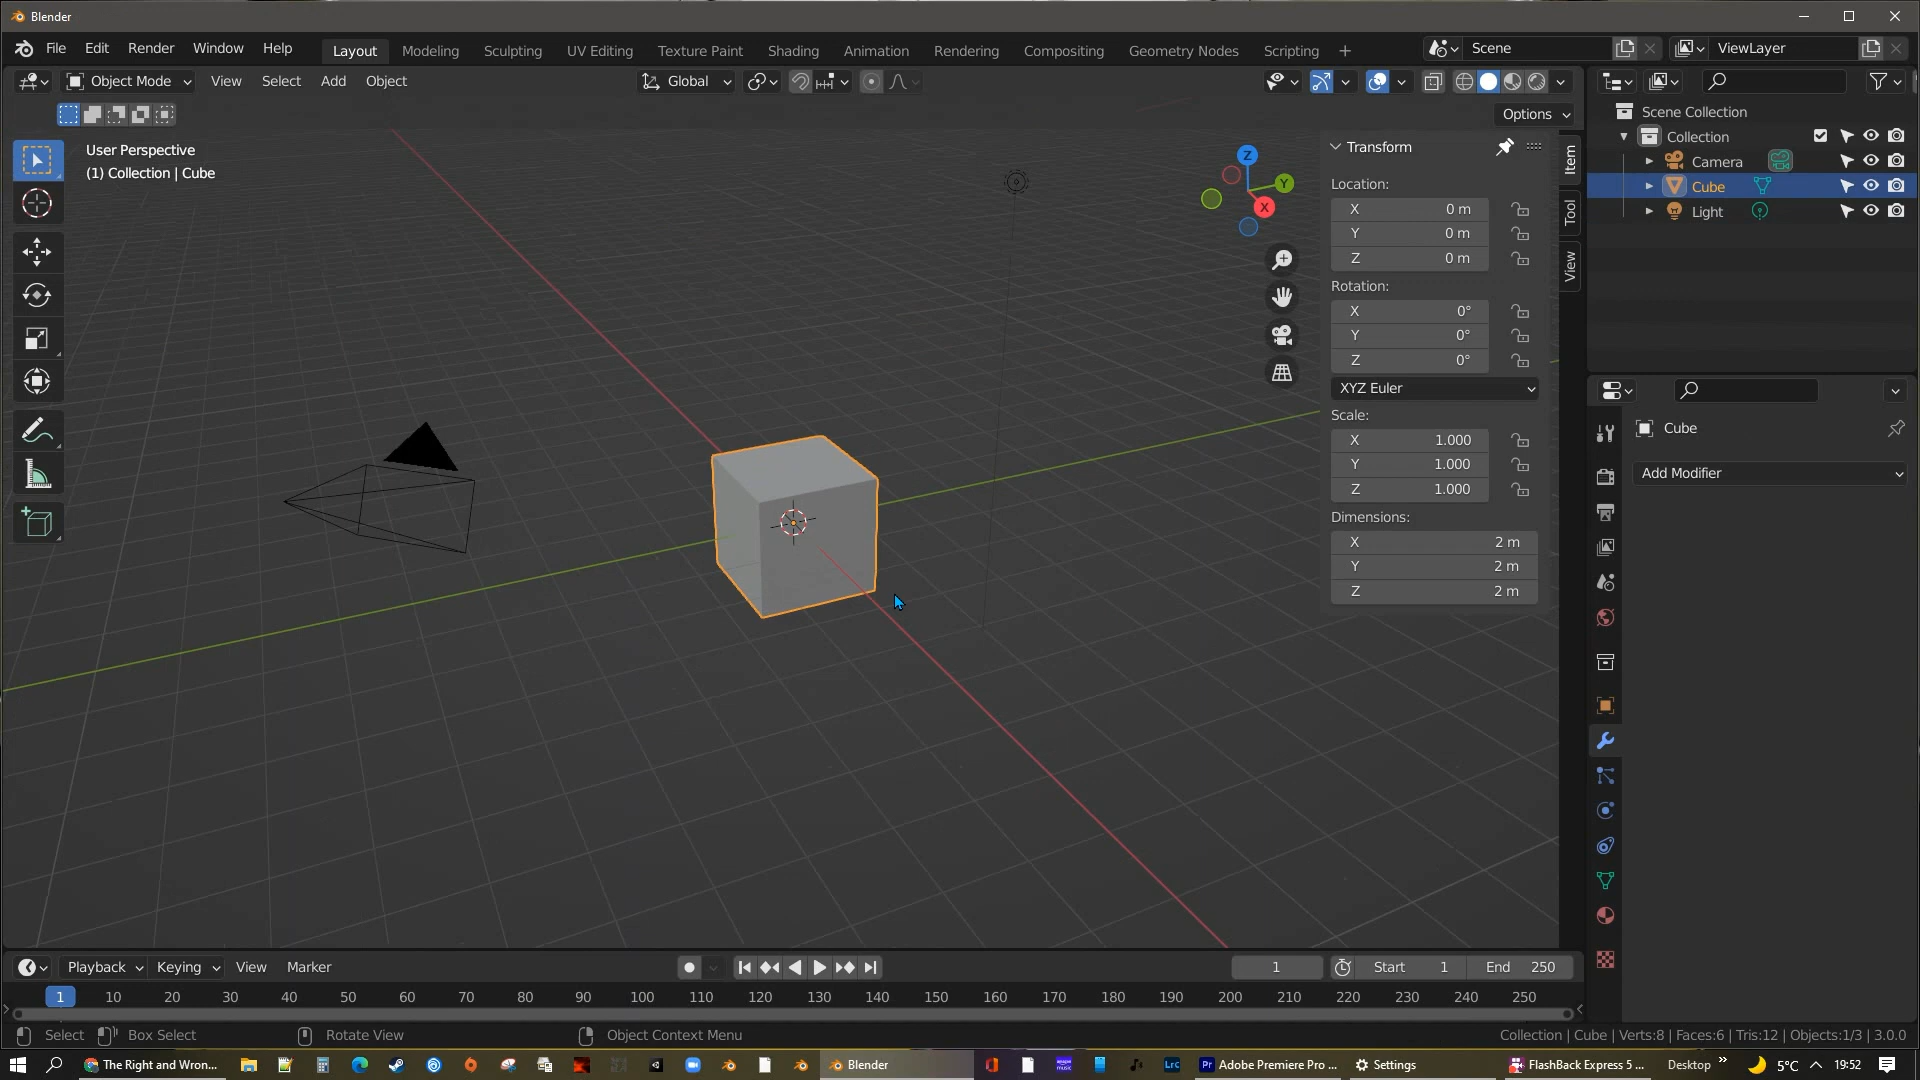 Blender
File Edit Render Window Help Layout Modeling Sculpting UV Editing Texture Paint Shading Animation Rendering Compositing Geometry Nodes Scripting + Scene ViewLayer
Object Mode View Select Add Object Global
Options
User Perspective
(1) Collection | Cube
Z
Y
X
Transform
Location:
X 0 m
Y 0 m
Z 0 m
Rotation:
X 0°
Y 0°
Z 0°
XYZ Euler
Scale:
X 1.000
Y 1.000
Z 1.000
Dimensions:
X 2 m
Y 2 m
Z 2 m
Item
Tool
View
Scene Collection
Collection
Camera
Cube
Light
Cube
Add Modifier
Playback Keying View Marker 1 Start 1 End 250
1 10 20 30 40 50 60 70 80 90 100 110 120 130 140 150 160 170 180 190 200 210 220 230 240 250
Select Box Select Rotate View Object Context Menu Collection | Cube | Verts:8 | Faces:6 | Tris:12 | Objects:1/3 | 3.0.0
The Right and Wron... Blender Lrc Pr Adobe Premiere Pro ... Settings FlashBack Express 5 ... Desktop 5°C 19:52